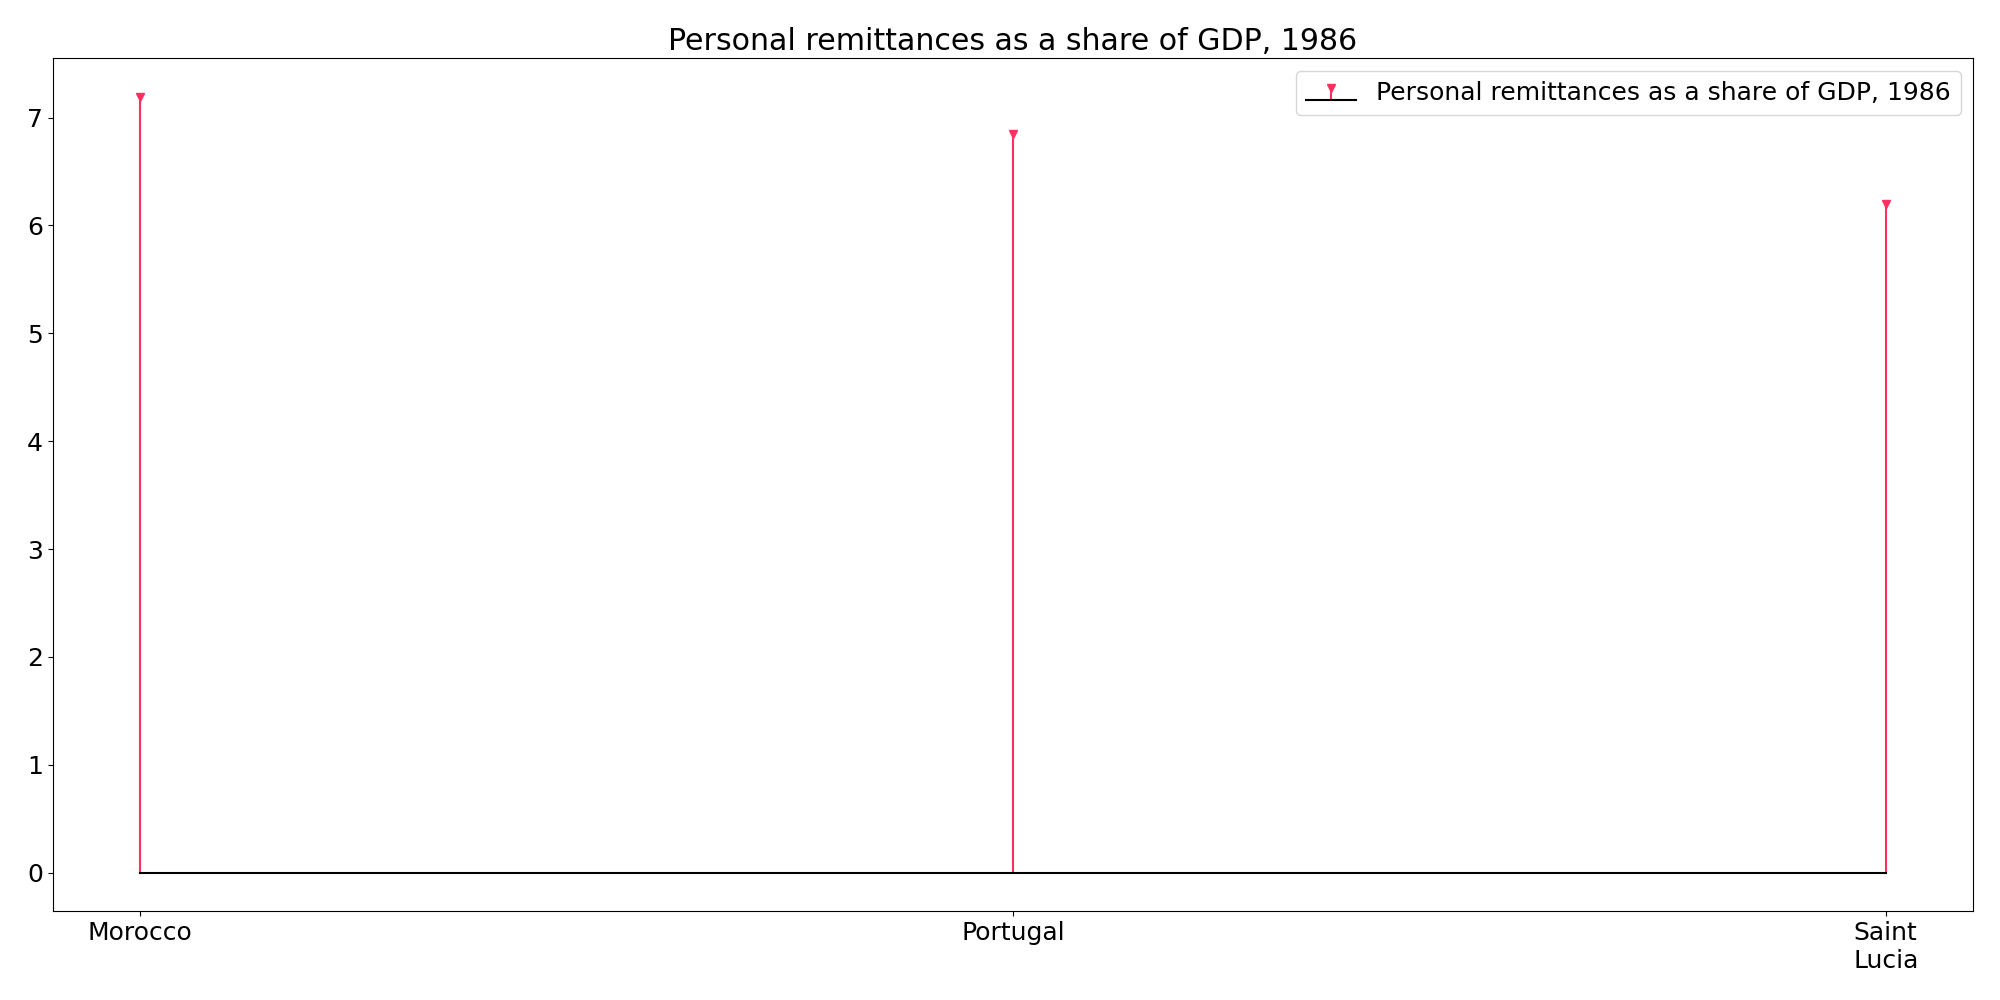 Personal remittances as a share of GDP, 1986
Personal remittances as a share of GDP, 1986
7
6
5
4
3
2
1
0
Morocco
Portugal
Saint
Lucia